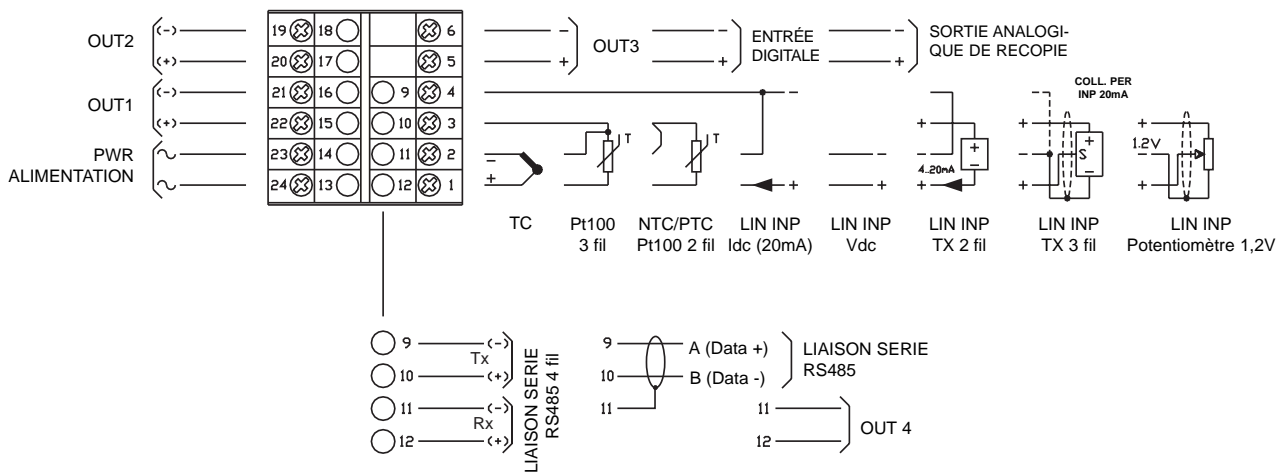 OUT2
(-)
(+)
OUT1
(-)
(+)
PWR
ALIMENTATION
19 18 6
20 17 5
21 16 9 4
22 15 10 3
23 14 11 2
24 13 12 1
-
+
OUT3
-
+
ENTRÉE
DIGITALE
-
+
SORTIE ANALOGI-
QUE DE RECOPIE
-
+
TC
T
Pt100
3 fil
T
NTC/PTC
Pt100 2 fil
-
+
LIN INP
Idc (20mA)
-
+
LIN INP
Vdc
+
+
-
4..20mA
+
LIN INP
TX 2 fil
COLL. PER
INP 20mA
+
+
+
+
S
-
LIN INP
TX 3 fil
+
1.2V
+
LIN INP
Potentiomètre 1,2V
9 (-)
Tx
10 (+)
11 (-)
Rx
12 (+)
LIAISON SERIE
RS485 4 fil
9 A (Data +)
10 B (Data -)
11
LIAISON SERIE
RS485
11
12
OUT 4